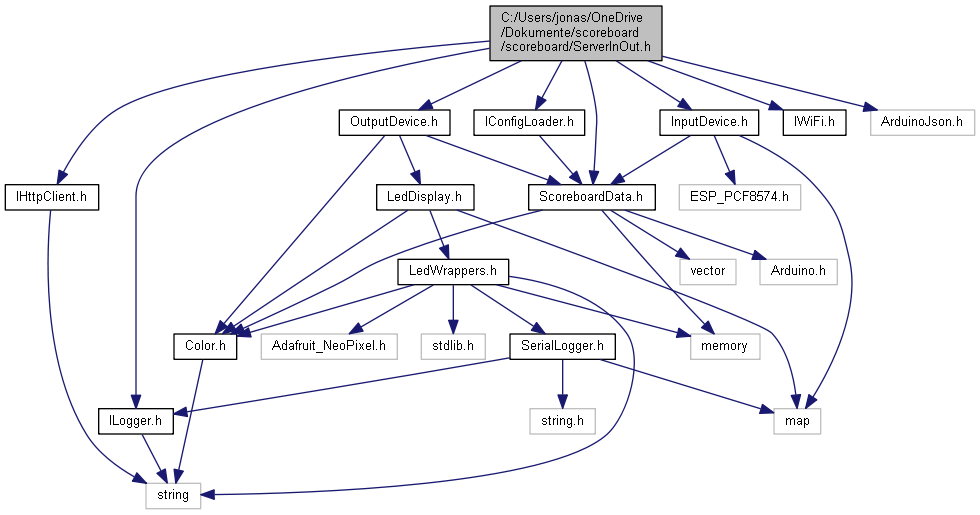 C:/Users/jonas/OneDrive
/Dokumente/scoreboard
/scoreboard/ServerInOut.h
OutputDevice.h
IConfigLoader.h
InputDevice.h
IWiFi.h
ArduinoJson.h
IHttpClient.h
LedDisplay.h
ScoreboardData.h
ESP_PCF8574.h
LedWrappers.h
vector
Arduino.h
Color.h
Adafruit_NeoPixel.h
stdlib.h
SerialLogger.h
memory
ILogger.h
string.h
map
string